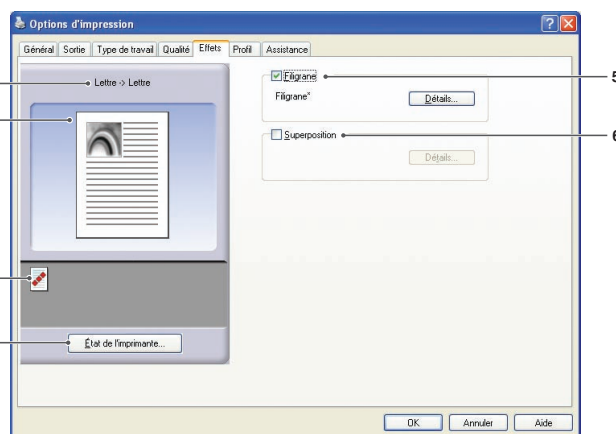 Options d'impression
Général Sortie Type de travail Qualité Effets Profil Assistance
Lettre -> Lettre
Filigrane
5
Filigrane"
Détails...
Superposition
6
Détails...
État de l'imprimante...
OK Annuler Aide